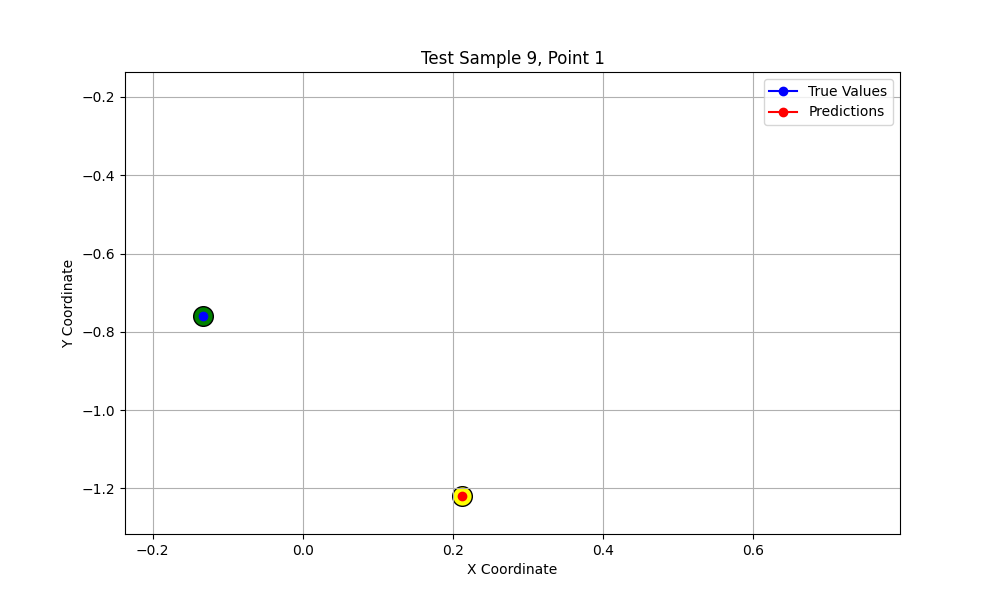 Test Sample 9, Point 1
True Values
Predictions
Y Coordinate
−0.2
−0.4
−0.6
−0.8
−1.0
−1.2
−0.2 0.0 0.2 0.4 0.6
X Coordinate